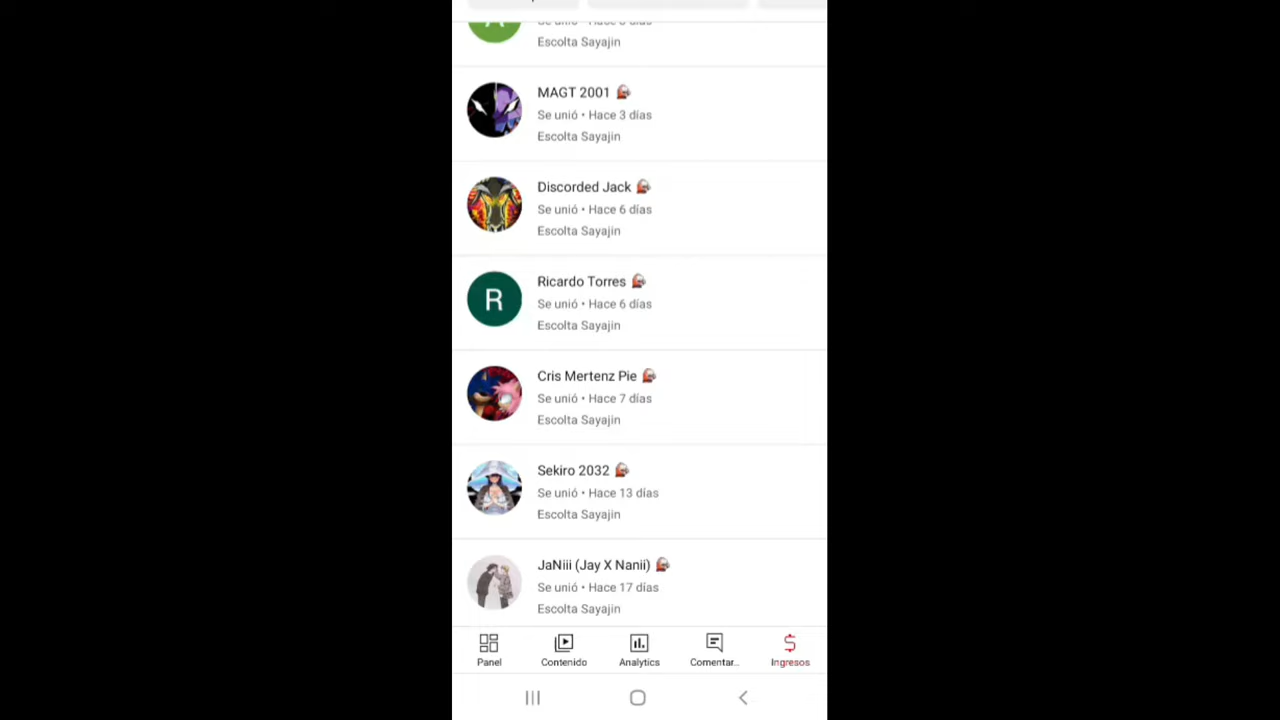 Escolta Sayajin
MAGT 2001
Se unió • Hace 3 días
Escolta Sayajin
Discorded Jack
Se unió • Hace 6 días
Escolta Sayajin
R
Ricardo Torres
Se unió • Hace 6 días
Escolta Sayajin
Cris Mertenz Pie
Se unió • Hace 7 días
Escolta Sayajin
Sekiro 2032
Se unió • Hace 13 días
Escolta Sayajin
JaNiii (Jay X Nanii)
Se unió • Hace 17 días
Escolta Sayajin
Panel Contenido Analytics Comentar.. Ingresos